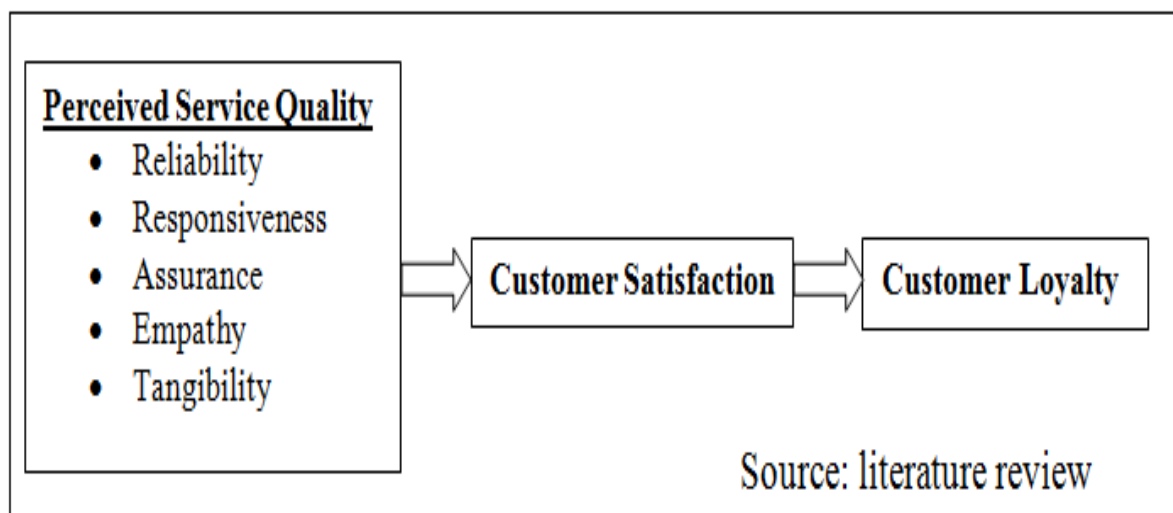 Perceived Service Quality
• Reliability
• Responsiveness
• Assurance
• Empathy
• Tangibility
Customer Satisfaction
Customer Loyalty
Source: literature review